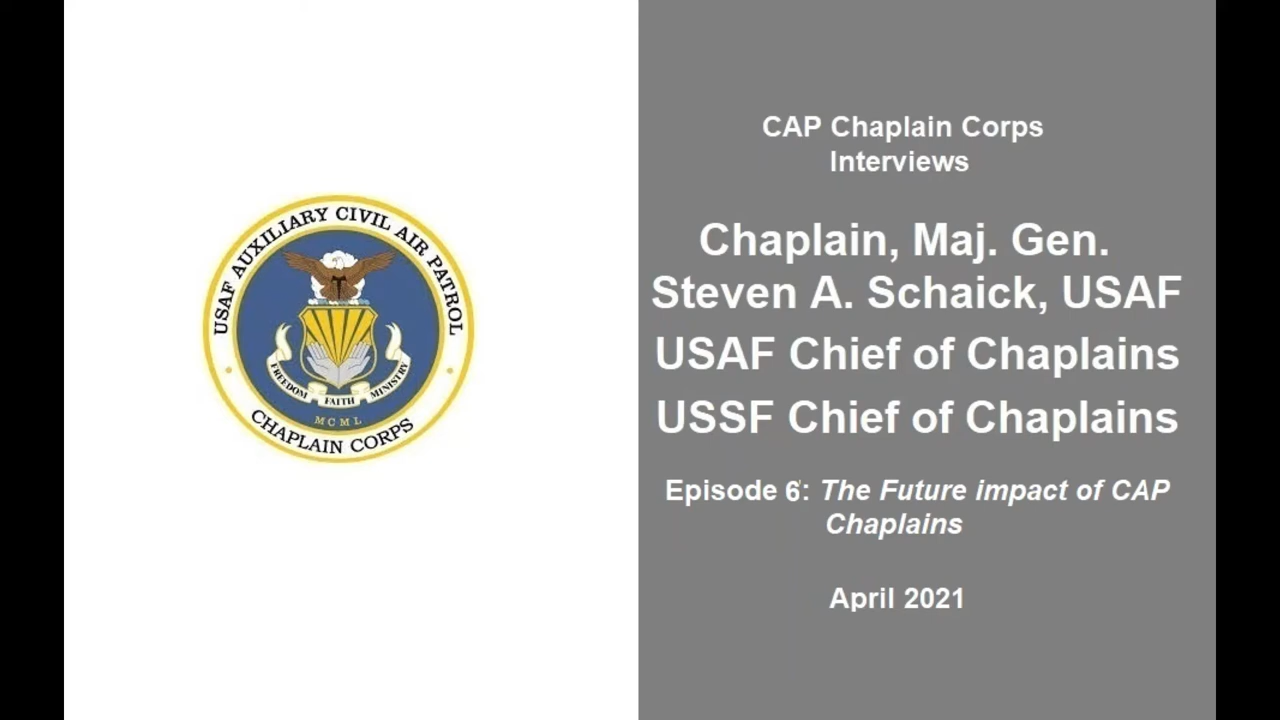 USAF AUXILIARY CIVIL AIR PATROL
FREEDOM FAITH MINISTRY
MCML
CHAPLAIN CORPS
CAP Chaplain Corps
Interviews
Chaplain, Maj. Gen.
Steven A. Schaick, USAF
USAF Chief of Chaplains
USSF Chief of Chaplains
Episode 6: The Future impact of CAP
Chaplains
April 2021